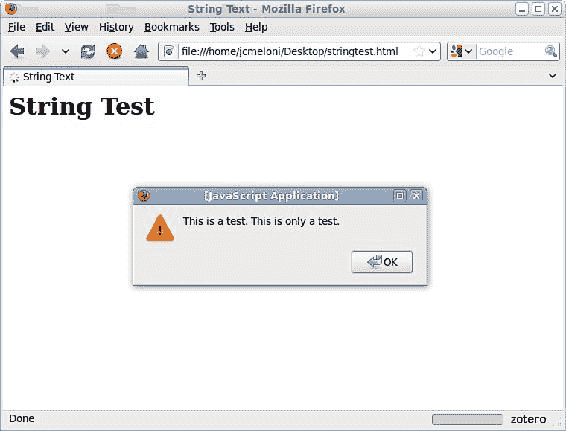 String Text - Mozilla Firefox
File Edit View History Bookmarks Tools Help
file:///home/jcmeloni/Desktop/stringtest.html
Google
String Text
String Test
[JavaScript Application]
This is a test. This is only a test.
OK
Done
zotero